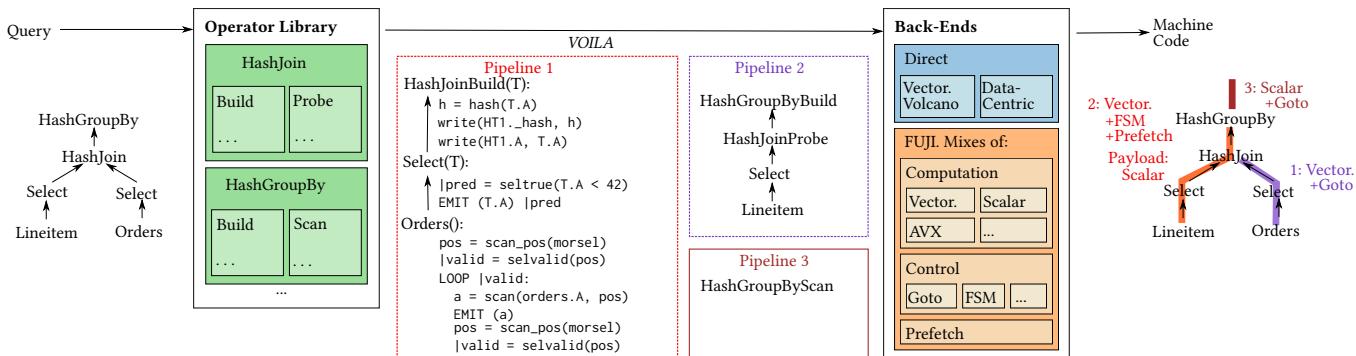 Query
HashGroupBy
HashJoin
Select
Select
Lineitem
Orders
Operator Library
HashJoin
Build
. . .
Probe
. . .
HashGroupBy
Build
. . .
Scan
. . .
...
VOILA
Pipeline 1
HashJoinBuild(T):
h = hash(T.A)
write(HT1._hash, h)
write(HT1.A, T.A)
Select(T):
|pred = seltrue(T.A < 42)
EMIT (T.A) |pred
Orders():
pos = scan_pos(morsel)
|valid = selvalid(pos)
LOOP |valid:
a = scan(orders.A, pos)
EMIT (a)
pos = scan_pos(morsel)
|valid = selvalid(pos)
Pipeline 2
HashGroupByBuild
HashJoinProbe
Select
Lineitem
Pipeline 3
HashGroupByScan
Back-Ends
Direct
Vector.
Volcano
Data-
Centric
FUJI. Mixes of:
Computation
Vector.
Scalar
AVX
...
Control
Goto
FSM
...
Prefetch
Machine
Code
3: Scalar
+Goto
2: Vector.
+FSM
+Prefetch
HashGroupBy
Payload:
Scalar
HashJoin
1: Vector.
+Goto
Select
Select
Lineitem
Orders